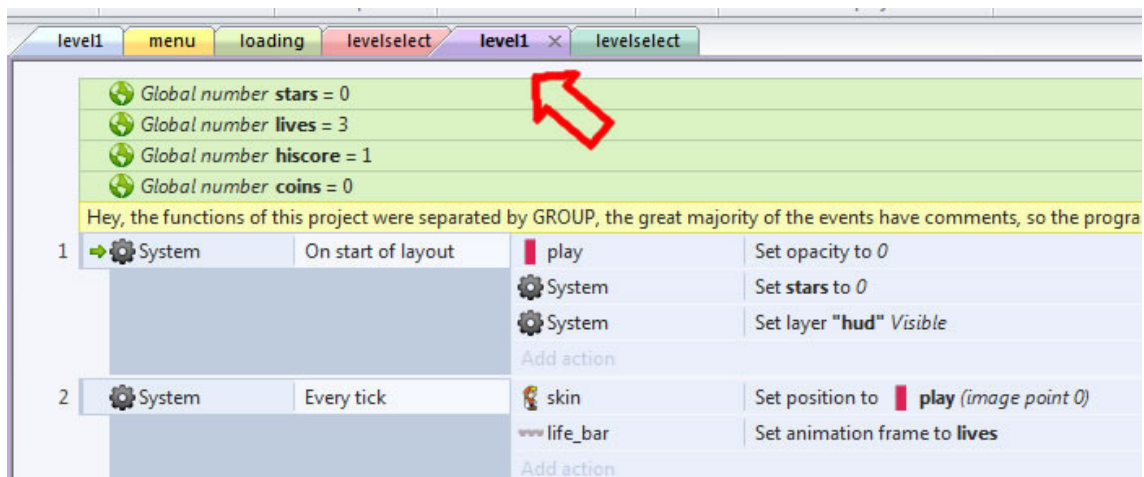 level1 menu loading levelselect level1 × levelselect
Global number stars = 0
Global number lives = 3
Global number hiscore = 1
Global number coins = 0
Hey, the functions of this project were separated by GROUP, the great majority of the events have comments, so the progra
1 System On start of layout play Set opacity to 0
System Set stars to 0
System Set layer "hud" Visible
Add action
2 System Every tick skin Set position to play (image point 0)
life_bar Set animation frame to lives
Add action